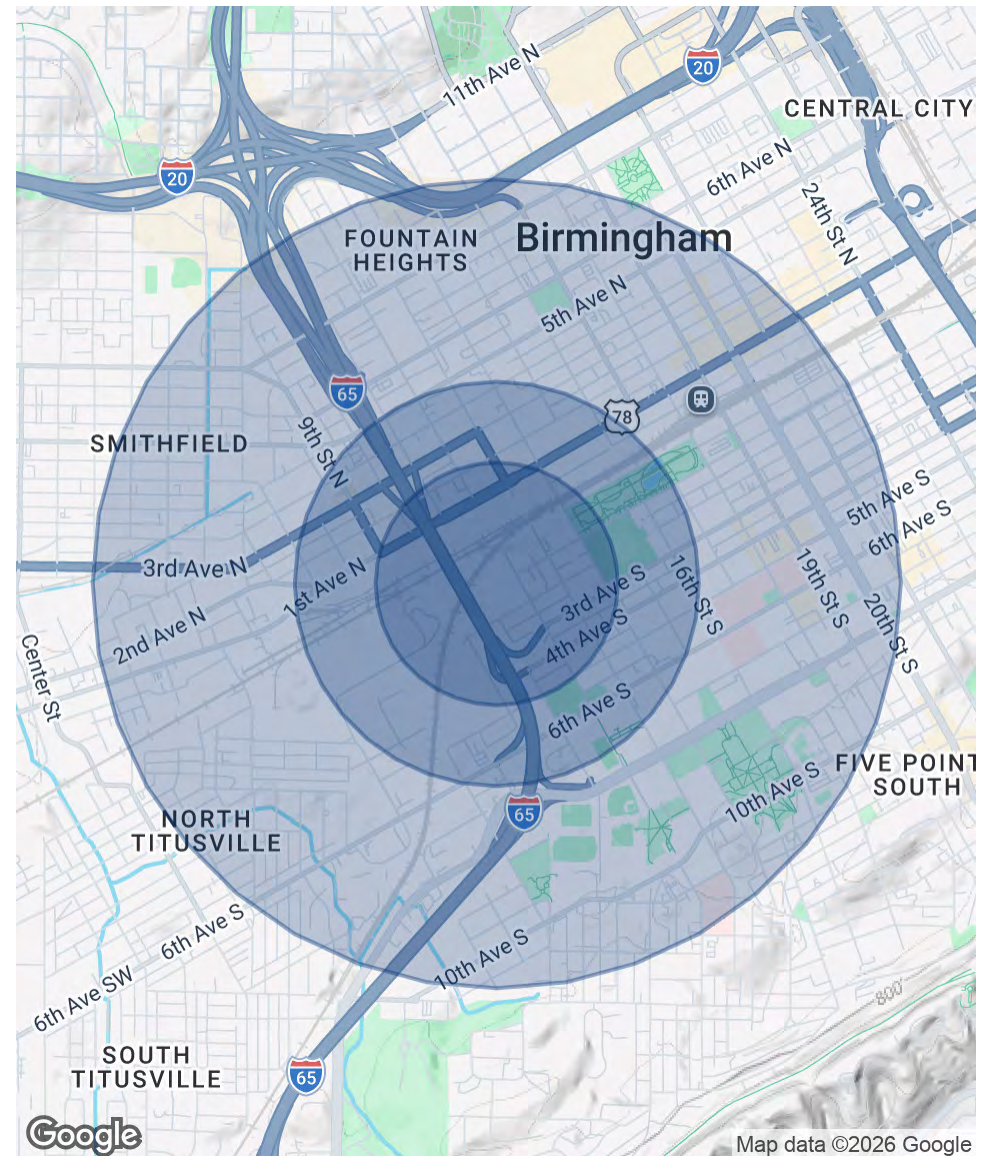 11th Ave N
20
CENTRAL CITY
20
6th Ave N
24th St N
FOUNTAIN
HEIGHTS
Birmingham
5th Ave N
65
78
9th St N
SMITHFIELD
5th Ave S
6th Ave S
3rd Ave N
1st Ave N
3rd Ave S
16th St S
19th St S
20th St S
2nd Ave N
4th Ave S
Center St
6th Ave S
FIVE POINT
SOUTH
10th Ave S
65
NORTH
TITUSVILLE
6th Ave S
10th Ave S
6th Ave SW
800
SOUTH
TITUSVILLE
65
Google
Map data ©2026 Google